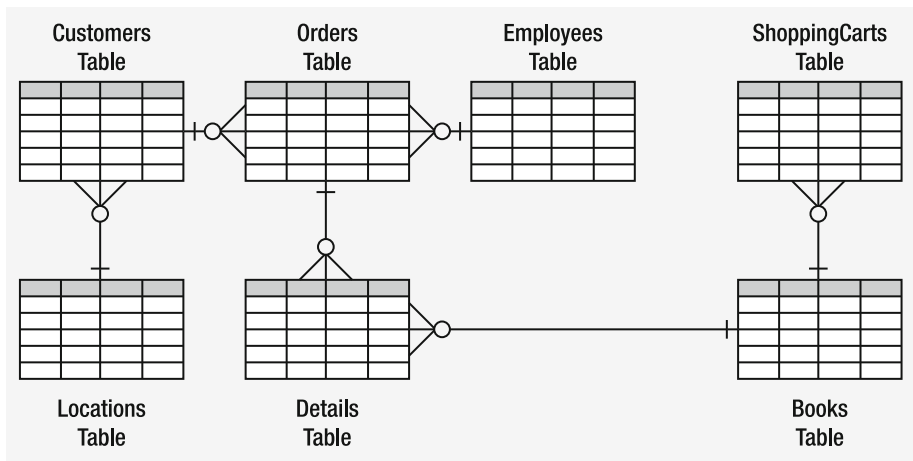 Customers
Table
Orders
Table
Employees
Table
ShoppingCarts
Table
Locations
Table
Details
Table
Books
Table